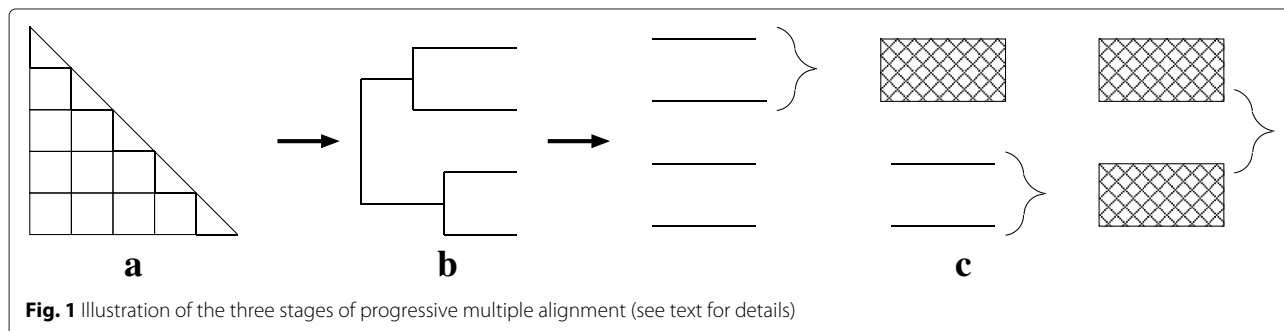 a
b
c
Fig. 1 Illustration of the three stages of progressive multiple alignment (see text for details)